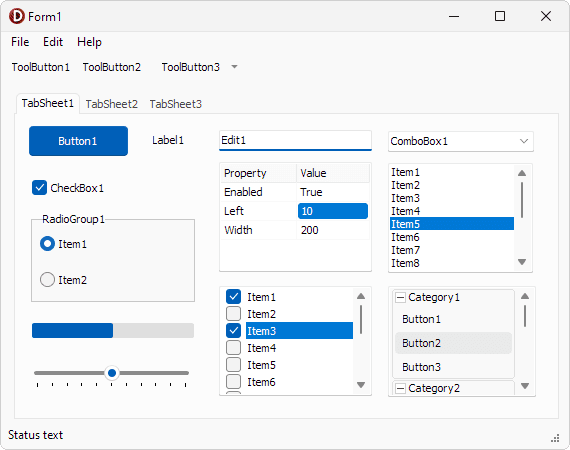 Form1
File Edit Help
ToolButton1 ToolButton2 ToolButton3
TabSheet1 TabSheet2 TabSheet3
Button1
Label1
Edit1
ComboBox1
CheckBox1
RadioGroup1
Item1
Item2
Property Value
Enabled True
Left 10
Width 200
Item1
Item2
Item3
Item4
Item5
Item6
Item7
Item8
Item1
Item2
Item3
Item4
Item5
Item6
Category1
Button1
Button2
Button3
Category2
Status text